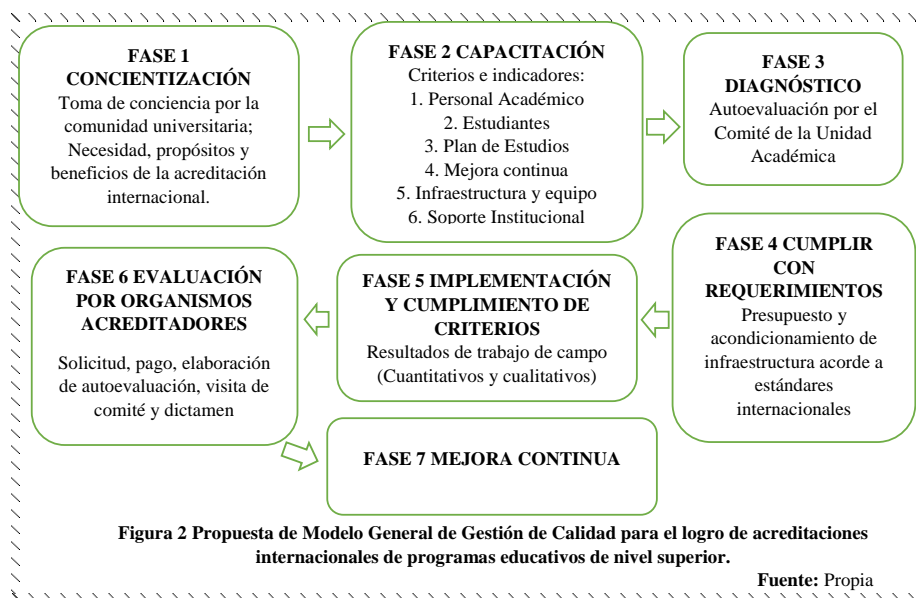 FASE 1
CONCIENTIZACIÓN
Toma de conciencia por la
comunidad universitaria;
Necesidad, propósitos y
beneficios de la acreditación
internacional.
FASE 2 CAPACITACIÓN
Criterios e indicadores:
1. Personal Académico
2. Estudiantes
3. Plan de Estudios
4. Mejora continua
5. Infraestructura y equipo
6. Soporte Institucional
FASE 3
DIAGNÓSTICO
Autoevaluación por el
Comité de la Unidad
Académica
FASE 4 CUMPLIR
CON
REQUERIMIENTOS
Presupuesto y
acondicionamiento de
infraestructura acorde a
estándares
internacionales
FASE 5 IMPLEMENTACIÓN
Y CUMPLIMIENTO DE
CRITERIOS
Resultados de trabajo de campo
(Cuantitativos y cualitativos)
FASE 6 EVALUACIÓN
POR ORGANISMOS
ACREDITADORES
Solicitud, pago, elaboración
de autoevaluación, visita de
comité y dictamen
FASE 7 MEJORA CONTINUA
Figura 2 Propuesta de Modelo General de Gestión de Calidad para el logro de acreditaciones
internacionales de programas educativos de nivel superior.
Fuente: Propia